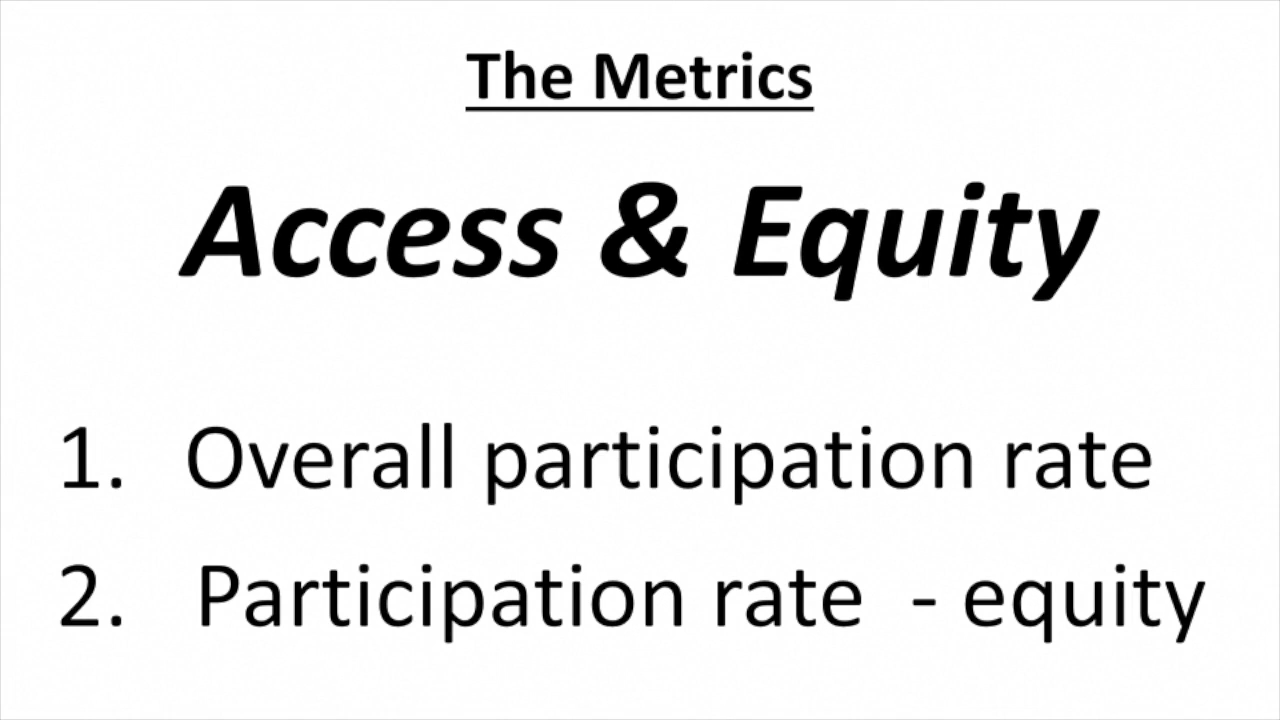 The Metrics
Access & Equity
1. Overall participation rate
2. Participation rate - equity